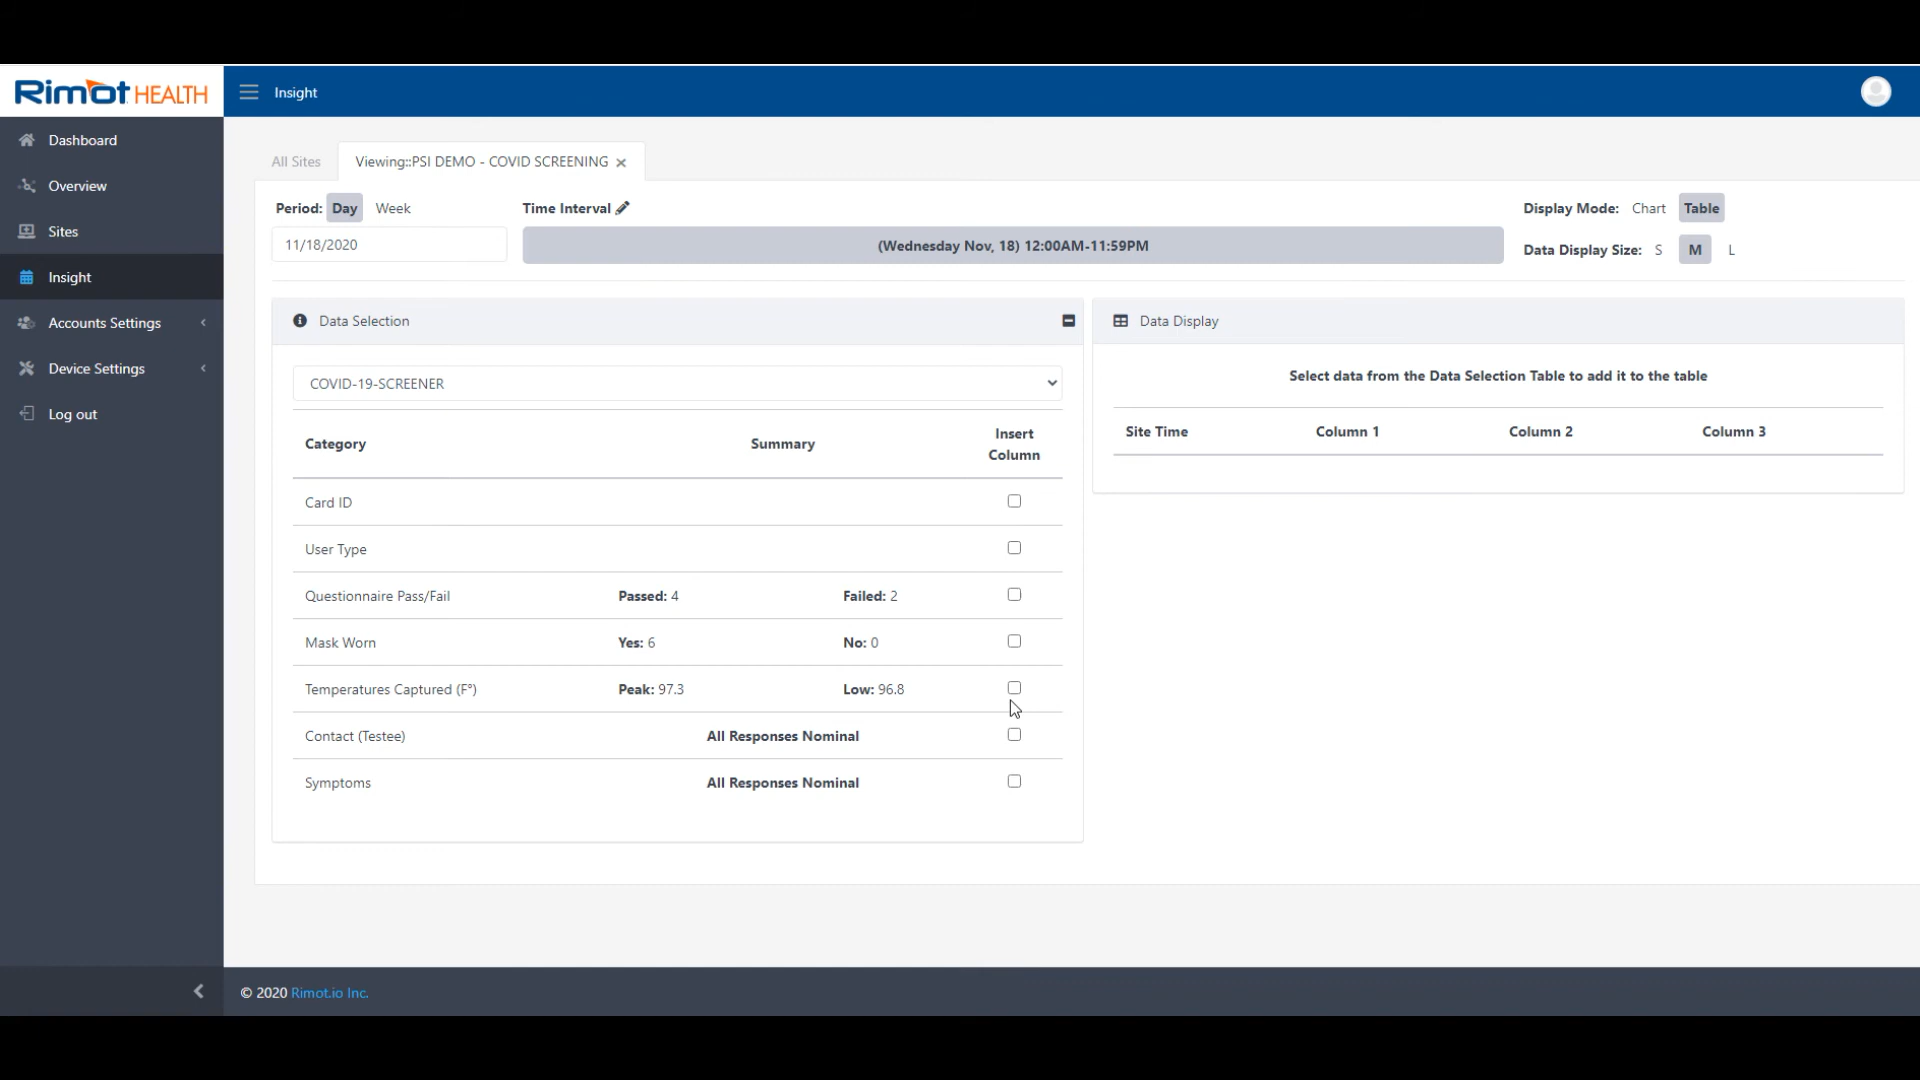 Rimot HEALTH
Insight
Dashboard
Overview
Sites
Insight
Accounts Settings
Device Settings
Log out
All Sites
Viewing::PSI DEMO - COVID SCREENING
Period: Day Week
11/18/2020
Time Interval
(Wednesday Nov, 18) 12:00AM-11:59PM
Display Mode: Chart Table
Data Display Size: S M L
Data Selection
COVID-19-SCREENER
Category Summary Insert Column
Card ID
User Type
Questionnaire Pass/Fail Passed: 4 Failed: 2
Mask Worn Yes: 6 No: 0
Temperatures Captured (F°) Peak: 97.3 Low: 96.8
Contact (Testee) All Responses Nominal
Symptoms All Responses Nominal
Data Display
Select data from the Data Selection Table to add it to the table
Site Time Column 1 Column 2 Column 3
© 2020 Rimot.io Inc.